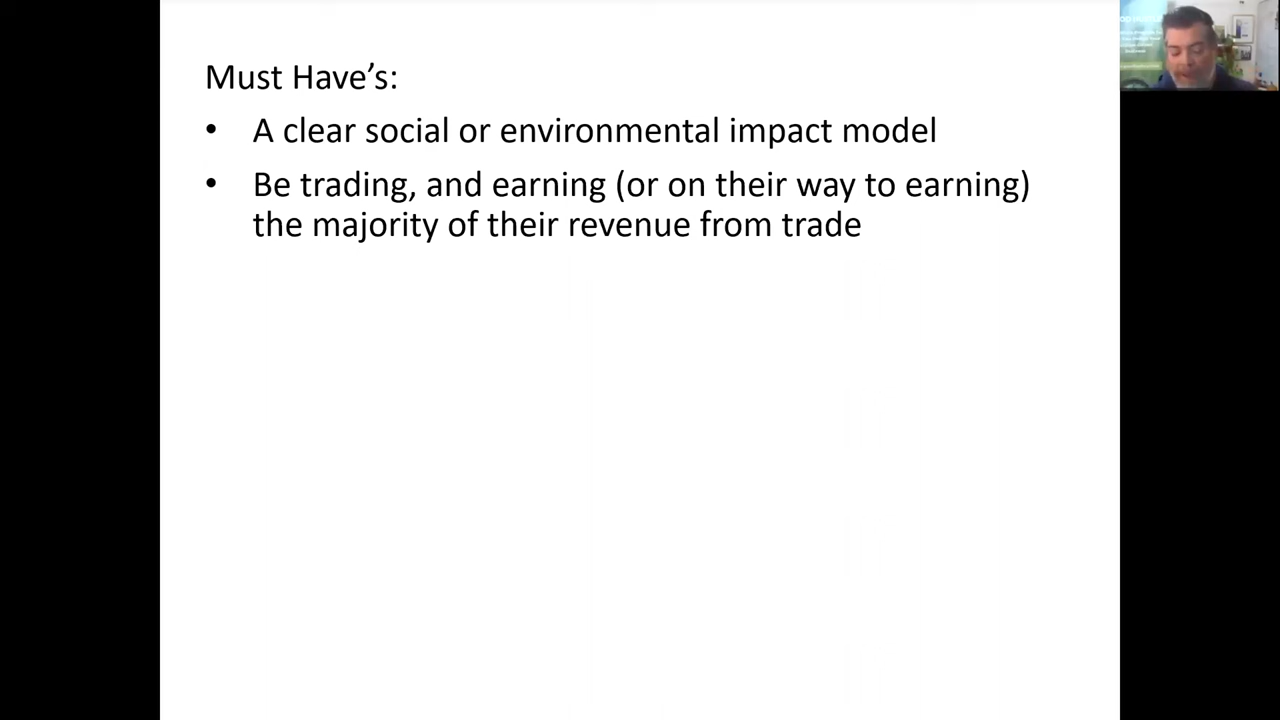 Must Have’s:
• A clear social or environmental impact model
• Be trading, and earning (or on their way to earning)
the majority of their revenue from trade